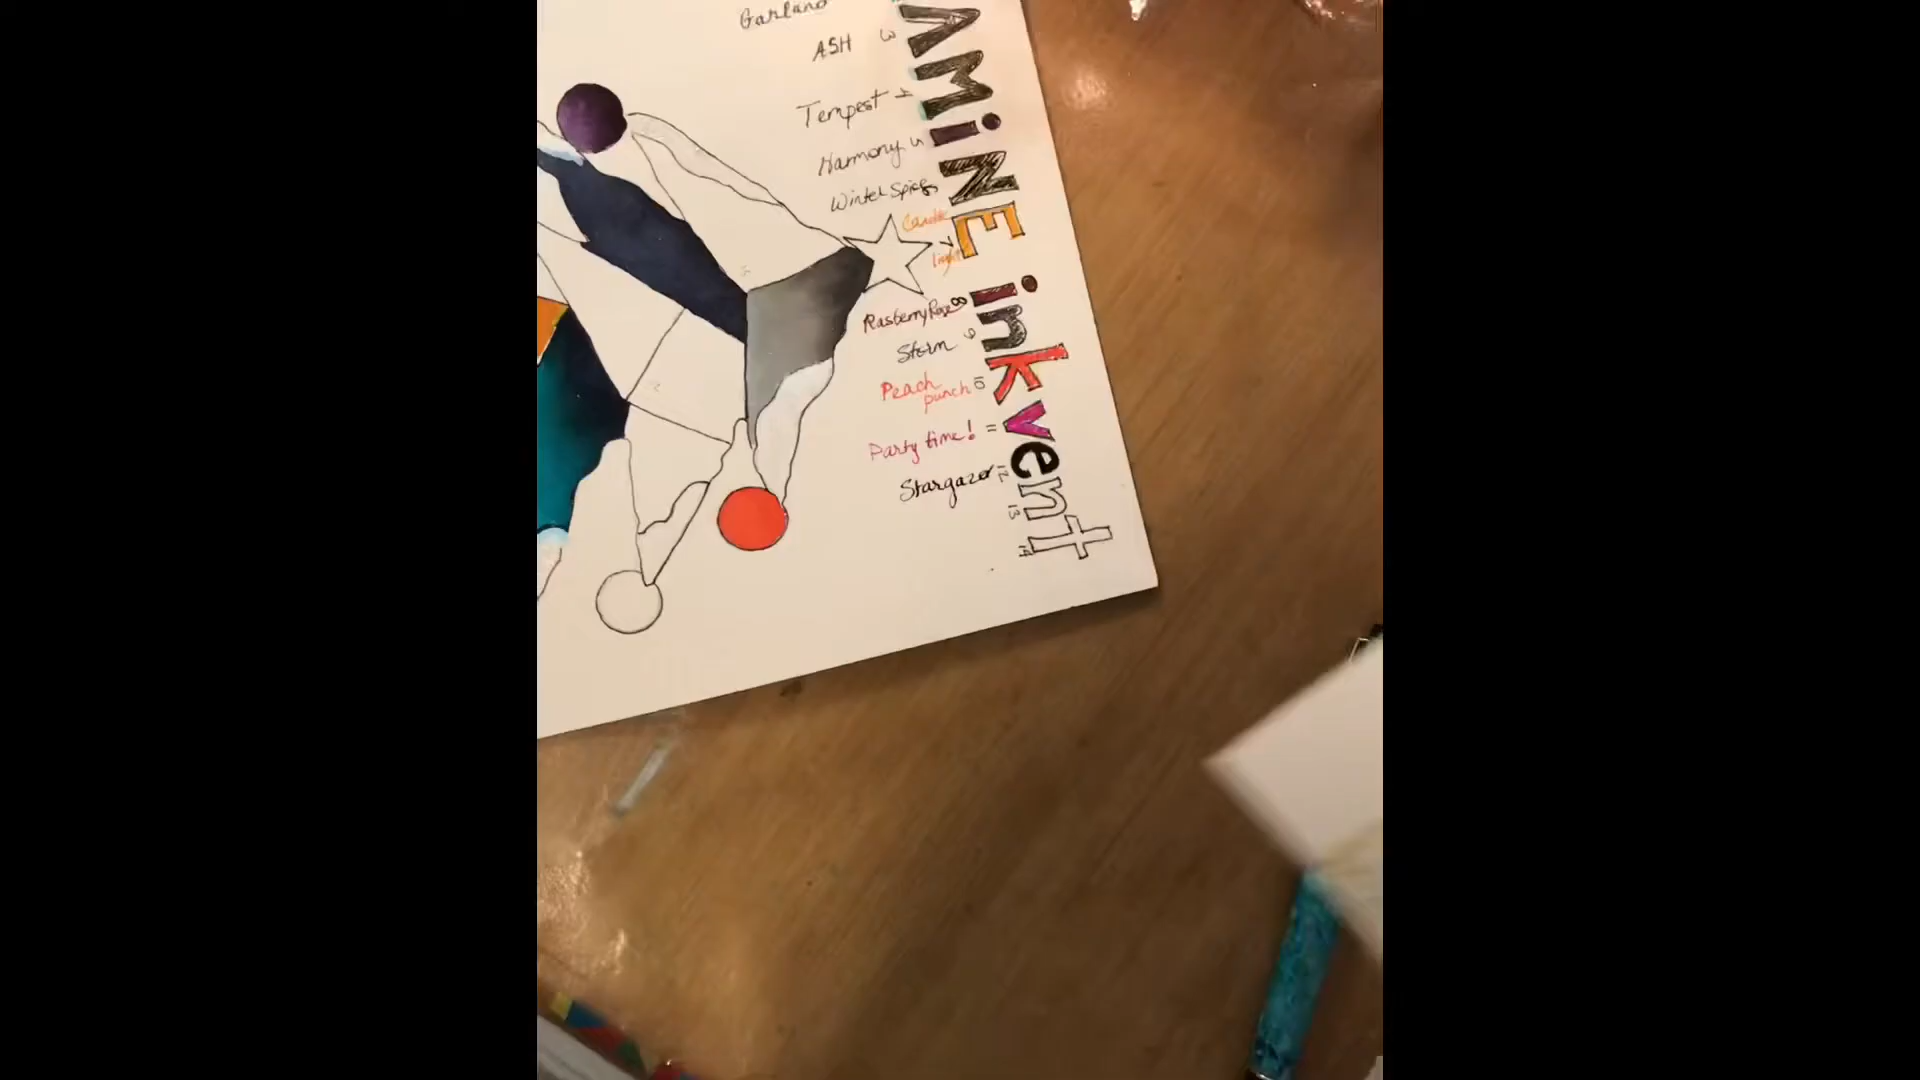 Garland
ASH 3
Tempest 4
Harmony 5
Winter Spice
Candle
7
light
Rasberry Rose 8
Storm 9
Peach
punch 10
Party time! 11
Stargazer 12
13
14
AMiNE inkvent